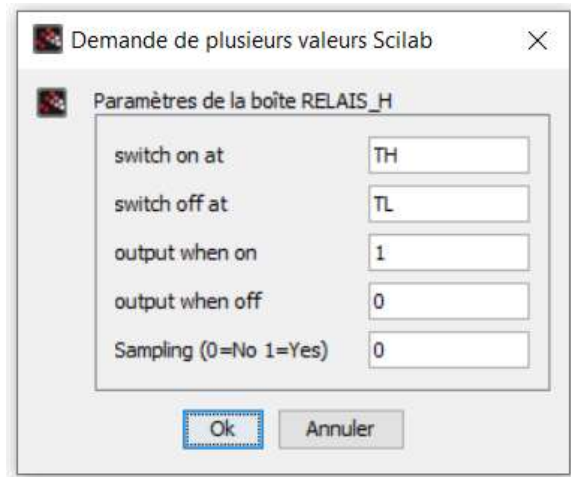 Demande de plusieurs valeurs Scilab
Paramètres de la boîte RELAIS_H
switch on at TH
switch off at TL
output when on 1
output when off 0
Sampling (0=No 1=Yes) 0
Ok Annuler